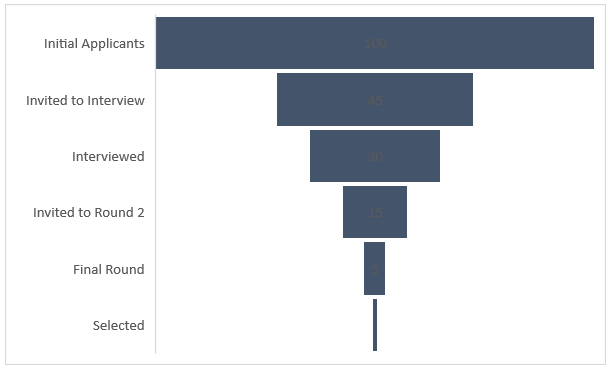 Initial Applicants
100
Invited to Interview
45
Interviewed
30
Invited to Round 2
15
Final Round
5
Selected